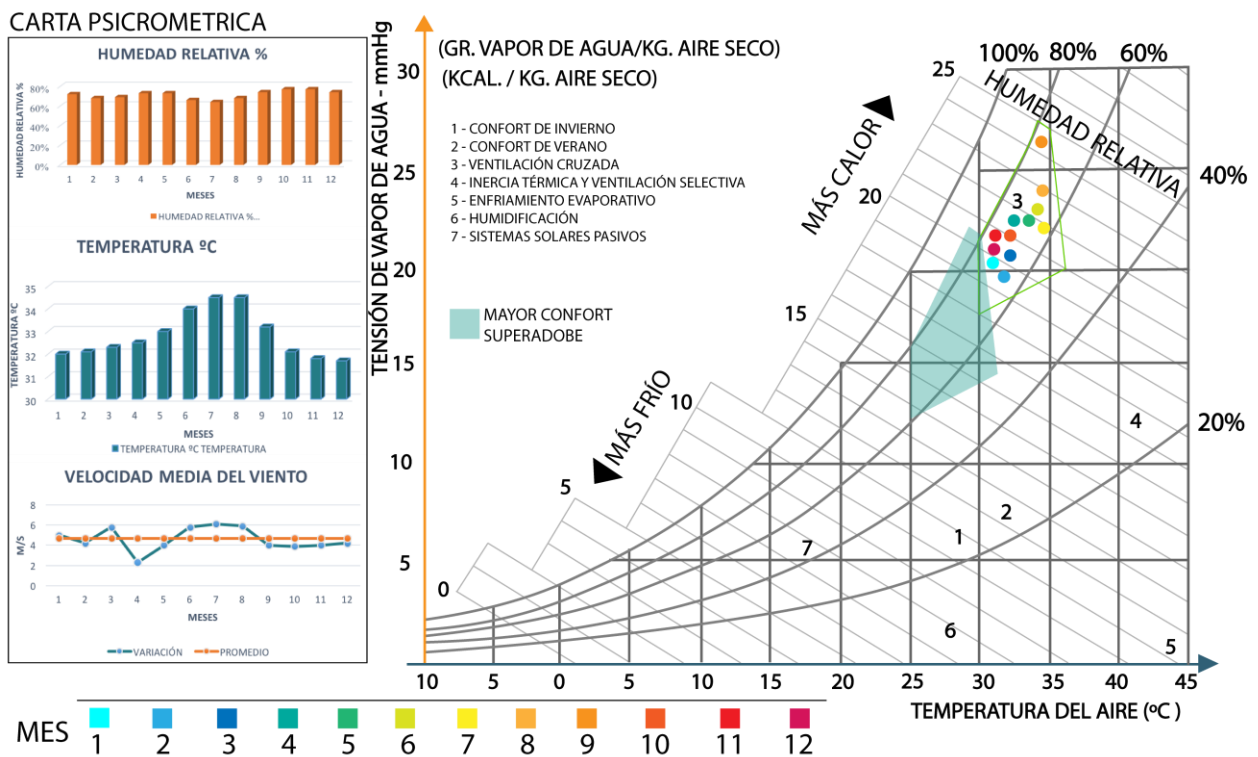 CARTA PSICROMETRICA
HUMEDAD RELATIVA %
HUMEDAD RELATIVA %
80%
60%
40%
20%
0%
1 2 3 4 5 6 7 8 9 10 11 12
MESES
HUMEDAD RELATIVA %...
TEMPERATURA ºC
TEMPERATURA ºC
35
34
33
32
31
30
1 2 3 4 5 6 7 8 9 10 11 12
MESES
TEMPERATURA ºC TEMPERATURA
VELOCIDAD MEDIA DEL VIENTO
M/S
8
6
4
2
0
1 2 3 4 5 6 7 8 9 10 11 12
MESES
VARIACIÓN PROMEDIO
TENSIÓN DE VAPOR DE AGUA - mmHg
30
25
20
15
10
5
(GR. VAPOR DE AGUA/KG. AIRE SECO)
(KCAL. / KG. AIRE SECO)
1 - CONFORT DE INVIERNO
2 - CONFORT DE VERANO
3 - VENTILACIÓN CRUZADA
4 - INERCIA TÉRMICA Y VENTILACIÓN SELECTIVA
5 - ENFRIAMIENTO EVAPORATIVO
6 - HUMIDIFICACIÓN
7 - SISTEMAS SOLARES PASIVOS
MAYOR CONFORT
SUPERADOBE
100% 80% 60%
40%
20%
HUMEDAD RELATIVA
MÁS CALOR
MÁS FRÍO
25
20
15
10
5
0
3
4
2
1
7
6
5
10 5 0 5 10 15 20 25 30 35 40 45
TEMPERATURA DEL AIRE (ºC )
MES
1 2 3 4 5 6 7 8 9 10 11 12